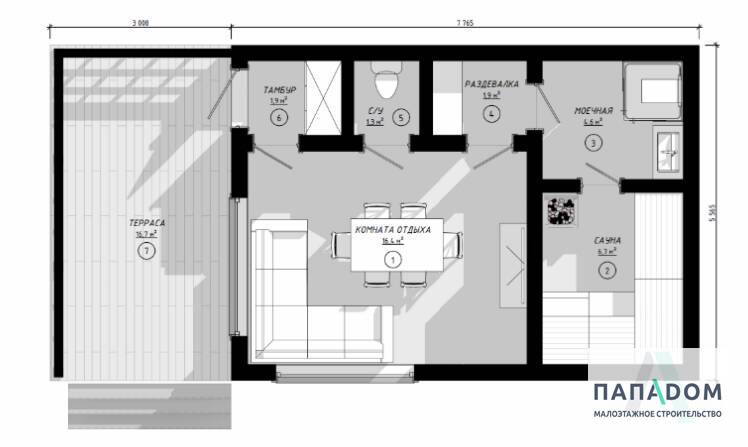 3 000
7 765
ТАМБУР
1,9 м²
6
С/У
1,3 м²
5
РАЗДЕВАЛКА
1,9 м²
4
МОЕЧНАЯ
4,6 м²
3
ТЕРРАСА
16,7 м²
7
КОМНАТА ОТДЫХА
16,4 м²
1
САУНА
6,3 м²
2
5 565
ПАПАДОМ
МАЛОЭТАЖНОЕ СТРОИТЕЛЬСТВО